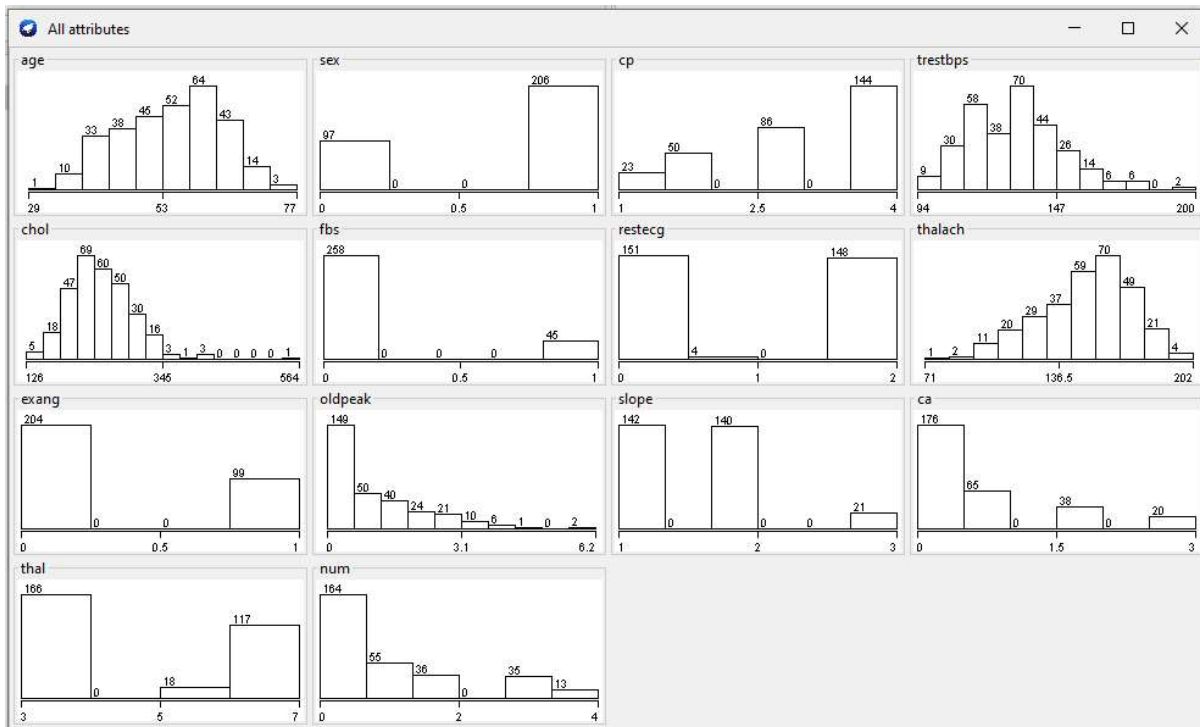 All attributes
age
sex
cp
trestbps
1 10 33 38 45 52 64 43 14 3
97 0 0 206
23 50 0 86 0 144
9 30 58 38 70 44 26 14 6 6 0 2
29 53 77
0 0.5 1
1 2.5 4
94 147 200
chol
fbs
restecg
thalach
5 18 47 69 60 50 30 16 3 1 3 0 0 0 0 1
258 0 0 0 45
151 4 0 148
1 2 11 20 29 37 59 70 49 21 4
126 345 564
0 0.5 1
0 1 2
71 136.5 202
exang
oldpeak
slope
ca
204 0 0 99
149 50 40 24 21 10 6 1 0 2
142 0 140 0 0 21
176 65 0 38 0 20
0 0.5 1
0 3.1 6.2
1 2 3
0 1.5 3
thal
num
166 0 18 117
164 55 36 0 35 13
3 5 7
0 2 4